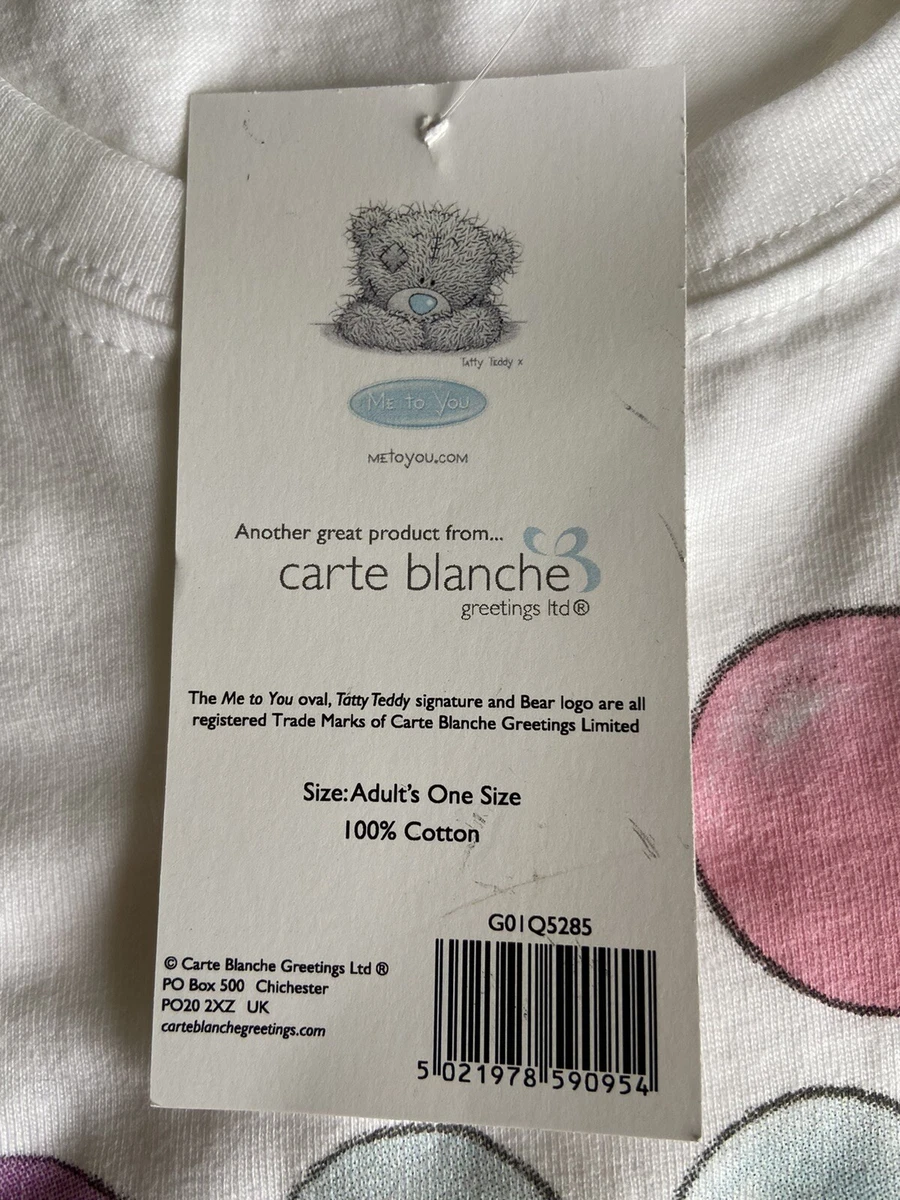 Tatty Teddy x
ME TO YOU
METOYOU.COM
Another great product from...
carte blanche
greetings ltd®
The Me to You oval, Tatty Teddy signature and Bear logo are all
registered Trade Marks of Carte Blanche Greetings Limited
Size:Adult's One Size
100% Cotton
G01Q5285
© Carte Blanche Greetings Ltd ®
PO Box 500 Chichester
PO20 2XZ UK
carteblanchegreetings.com
5 021978 590954